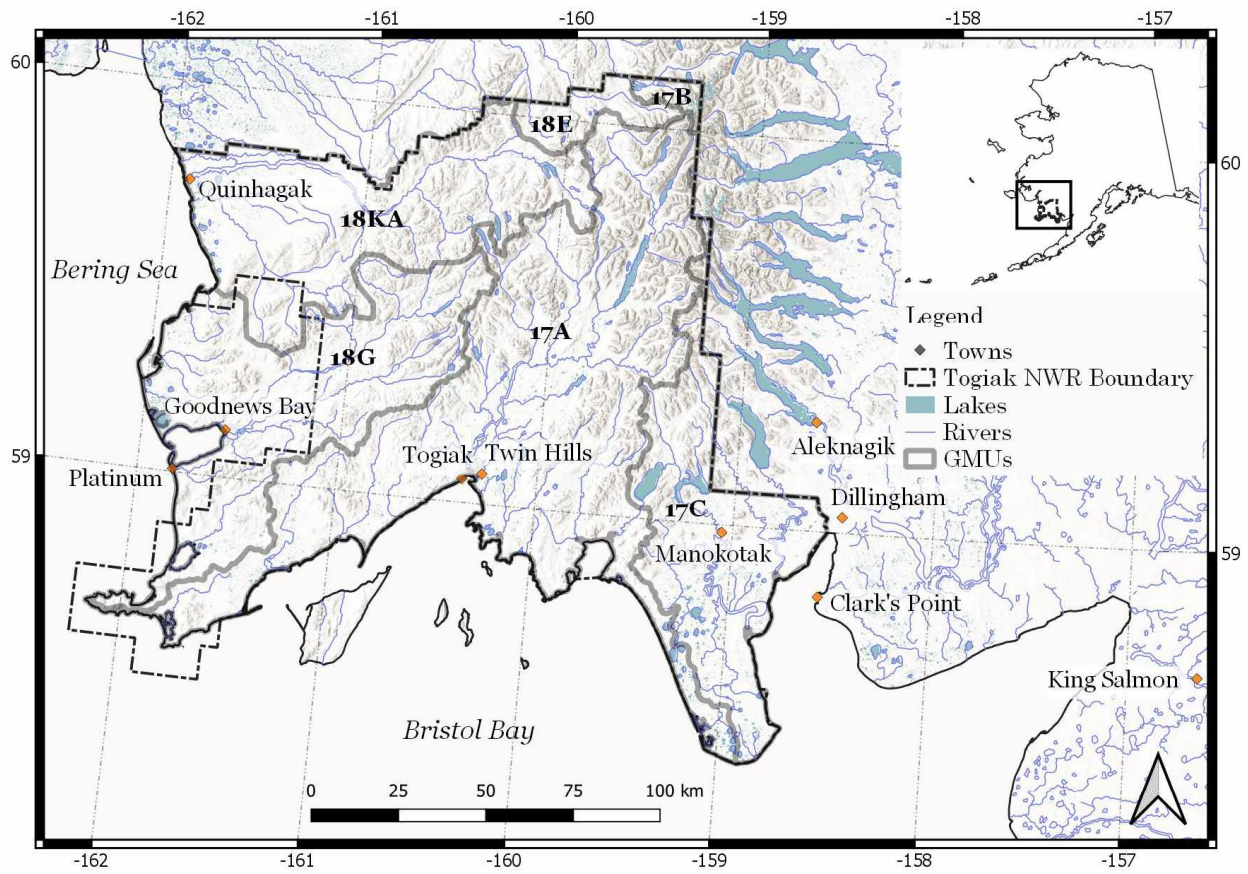 -162 -161 -160 -159 -158 -157
60
17B
18E
60
Quinhagak
18KA
Bering Sea
17A
18G
Legend
Towns
Togiak NWR Boundary
Lakes
Rivers
GMUs
Goodnews Bay
Aleknagik
59
Platinum
Togiak
Twin Hills
17C
Dillingham
Manokotak
59
Clark's Point
King Salmon
Bristol Bay
0 25 50 75 100 km
-162 -161 -160 -159 -158 -157